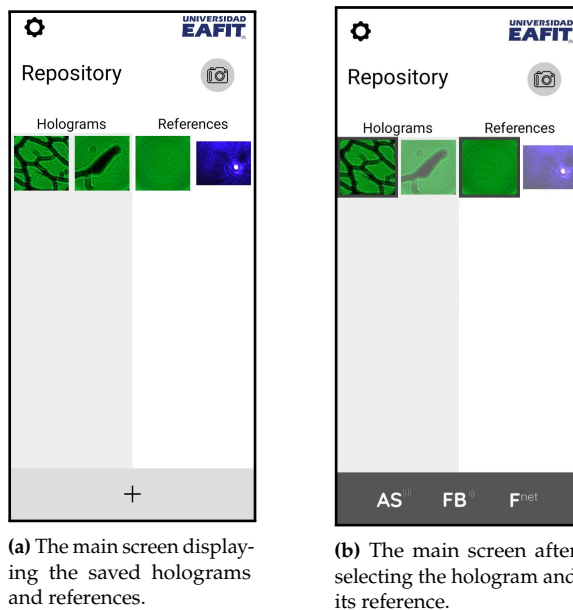 UNIVERSIDAD
EAFIT
Repository
Holograms References
+
(a) The main screen display-
ing the saved holograms
and references.
UNIVERSIDAD
EAFIT
Repository
Holograms References
AS FB Fnet
(b) The main screen after
selecting the hologram and
its reference.